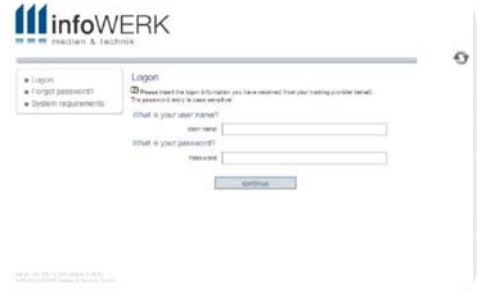 infoWERK
medien & technik
Logon
Forgot password?
System requirements
Logon
Please insert the logon information you have received from your training provider (email).
The password entry is case sensitive!
What is your user name?
User name:
What is your password?
Password:
continue